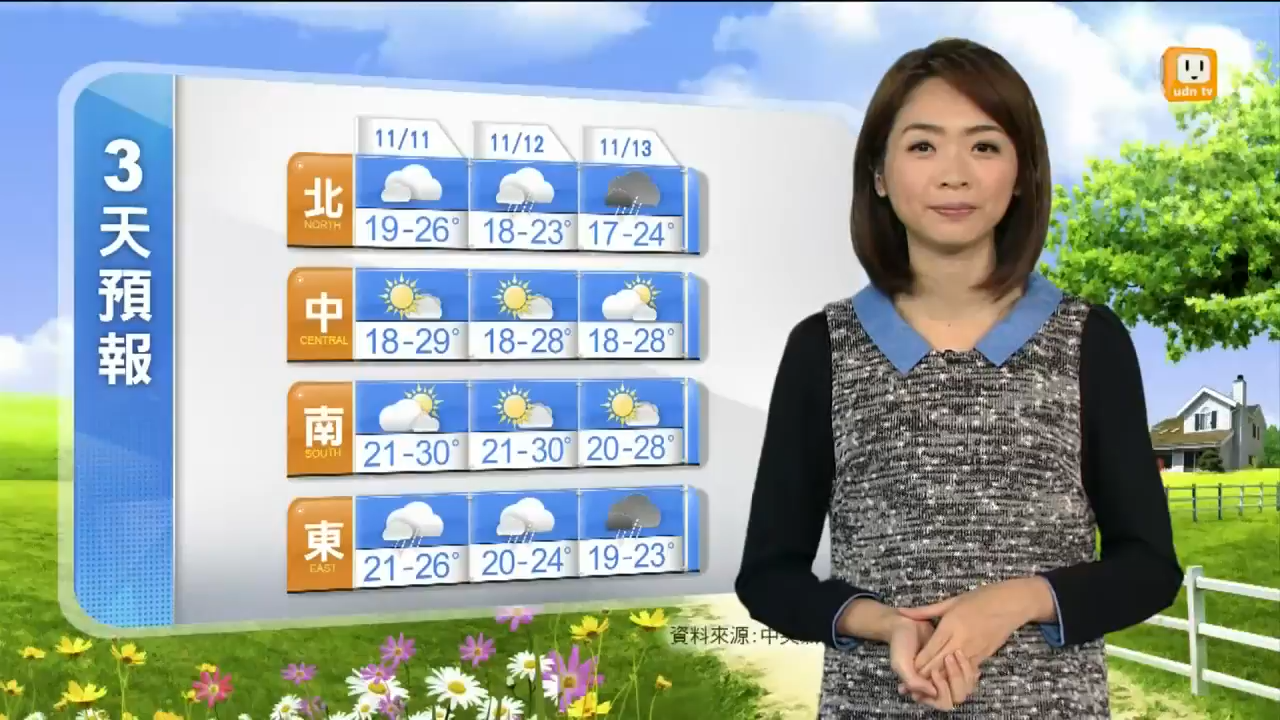 3天預報
11/11 11/12 11/13
北 NORTH 19-26° 18-23° 17-24°
中 CENTRAL 18-29° 18-28° 18-28°
南 SOUTH 21-30° 21-30° 20-28°
東 EAST 21-26° 20-24° 19-23°
udn tv
資料來源:中央